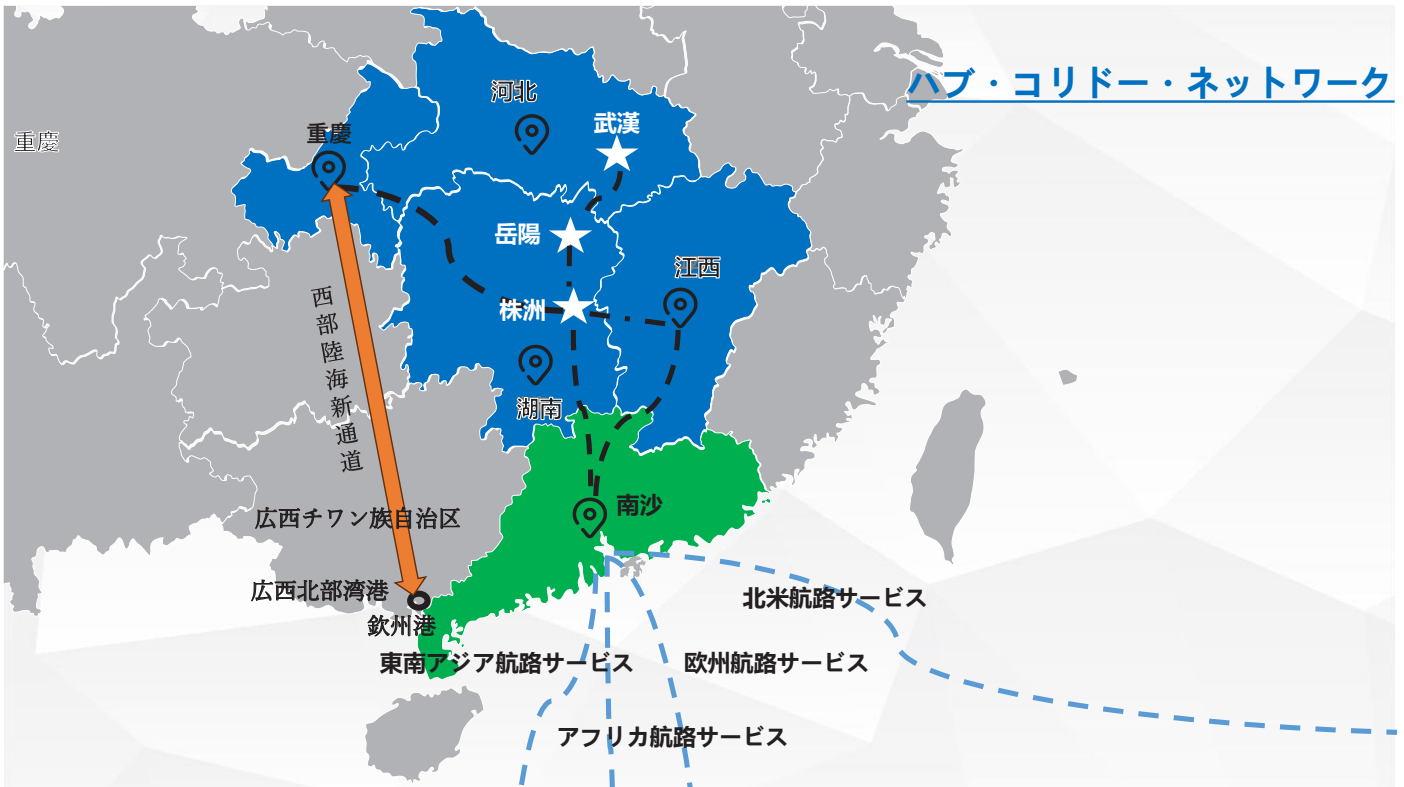 ハブ・コリドー・ネットワーク
河北
武漢
重慶
重慶
岳陽
江西
株洲
西部陸海新通道
湖南
南沙
広西チワン族自治区
広西北部湾港
欽州港
北米航路サービス
東南アジア航路サービス
欧州航路サービス
アフリカ航路サービス